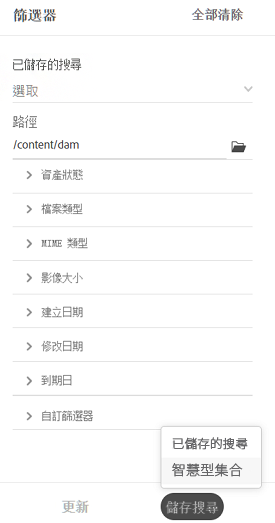 篩選器 全部清除
已儲存的搜尋
選取
路徑
/content/dam
資產狀態
檔案類型
MIME 類型
影像大小
建立日期
修改日期
到期日
自訂篩選器
已儲存的搜尋
智慧型集合
更新 儲存搜尋